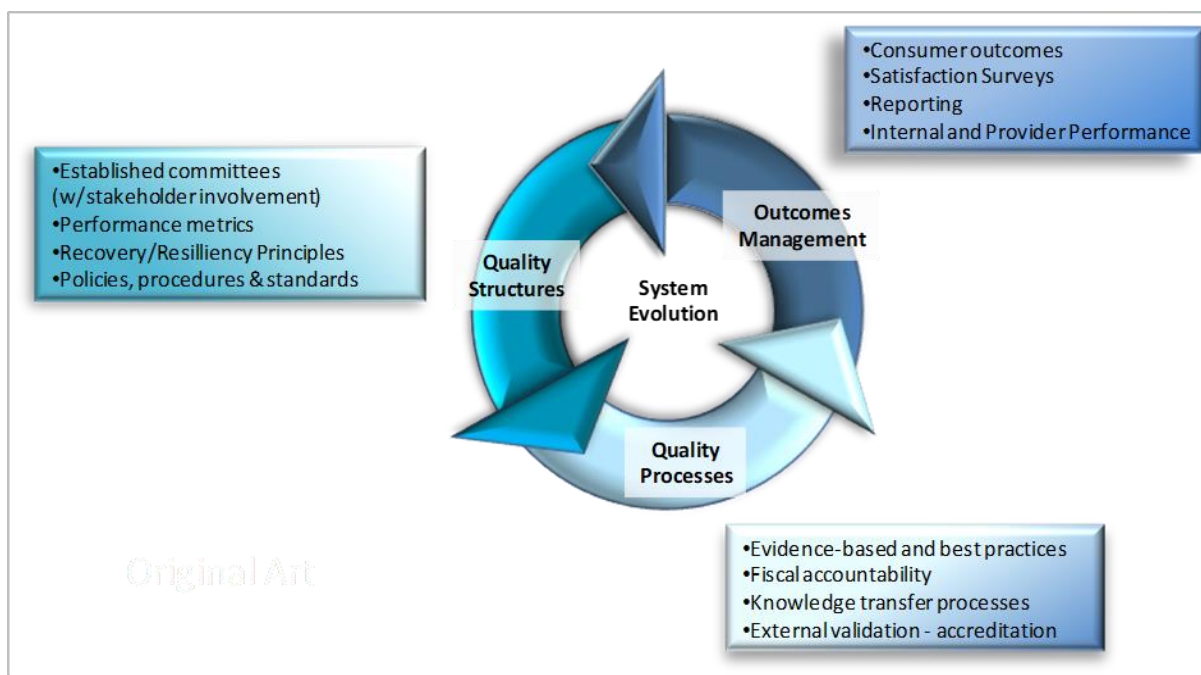 •Consumer outcomes
•Satisfaction Surveys
•Reporting
•Internal and Provider Performance
•Established committees
(w/stakeholder involvement)
•Performance metrics
•Recovery/Resilliency Principles
•Policies, procedures & standards
Outcomes
Management
Quality
Structures
System
Evolution
Quality
Processes
•Evidence-based and best practices
•Fiscal accountability
•Knowledge transfer processes
•External validation - accreditation
Original Art